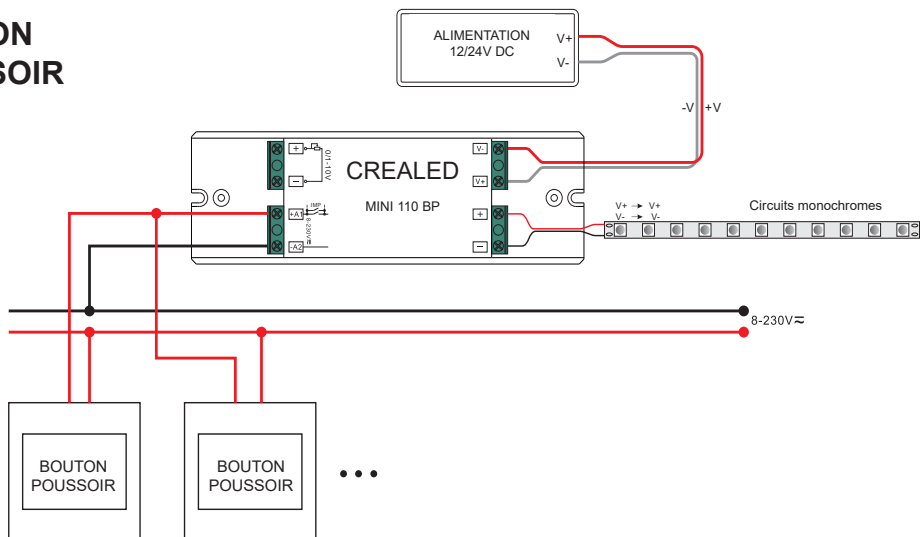 ON
SOIR
ALIMENTATION
12/24V DC
V+
V-
-V
+V
+
0/1-10V
−
CREALED
MINI 110 BP
V-
V+
+A1
IMP
8-230V
-A2
+
−
V+ → V+
V- → V-
Circuits monochromes
8-230V
BOUTON
POUSSOIR
BOUTON
POUSSOIR